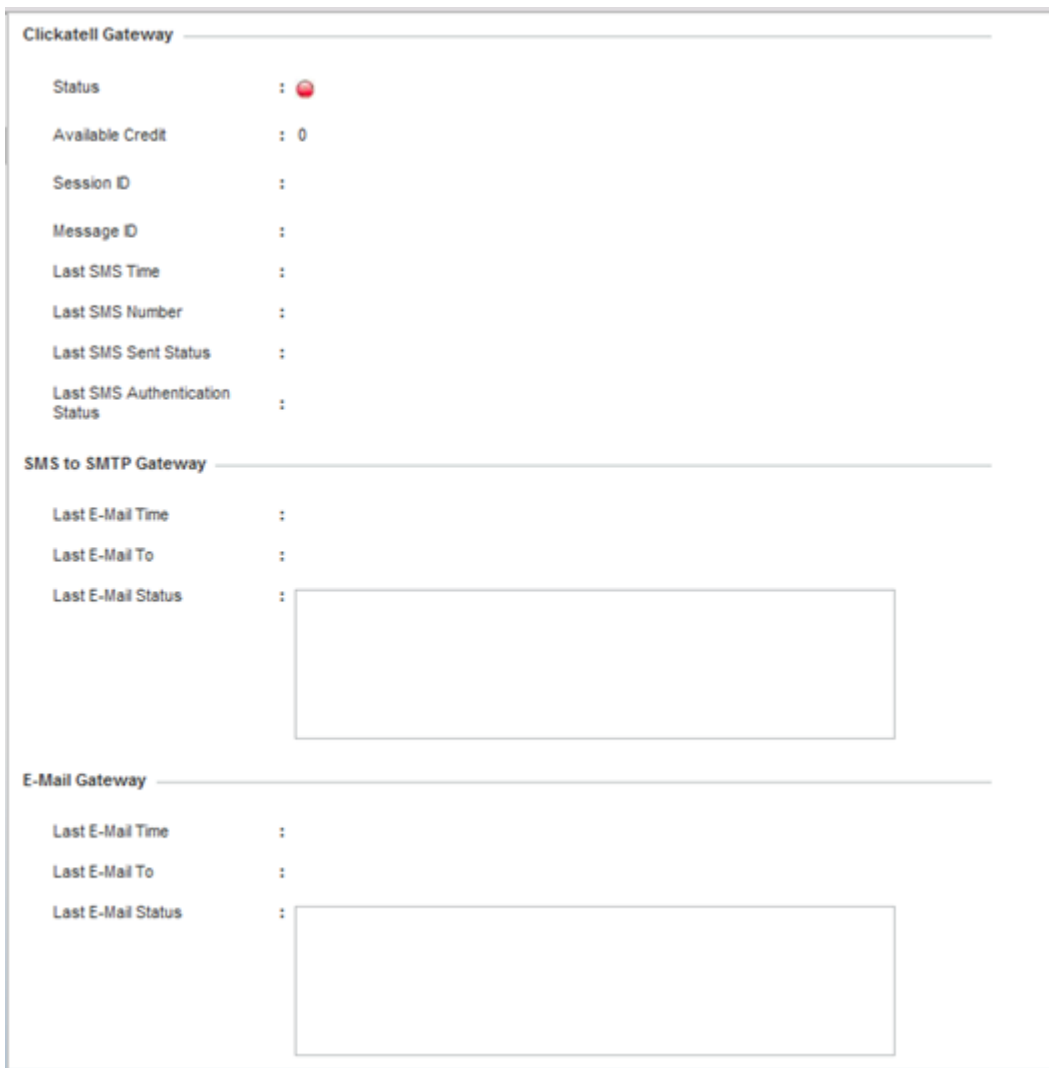 Clickatell Gateway
Status :
Available Credit : 0
Session ID :
Message ID :
Last SMS Time :
Last SMS Number :
Last SMS Sent Status :
Last SMS Authentication
Status :
SMS to SMTP Gateway
Last E-Mail Time :
Last E-Mail To :
Last E-Mail Status :
E-Mail Gateway
Last E-Mail Time :
Last E-Mail To :
Last E-Mail Status :